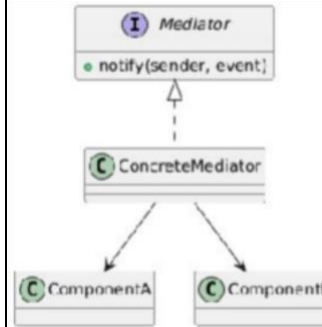 I Mediator
notify(sender, event)
C ConcreteMediator
C ComponentA
C Component